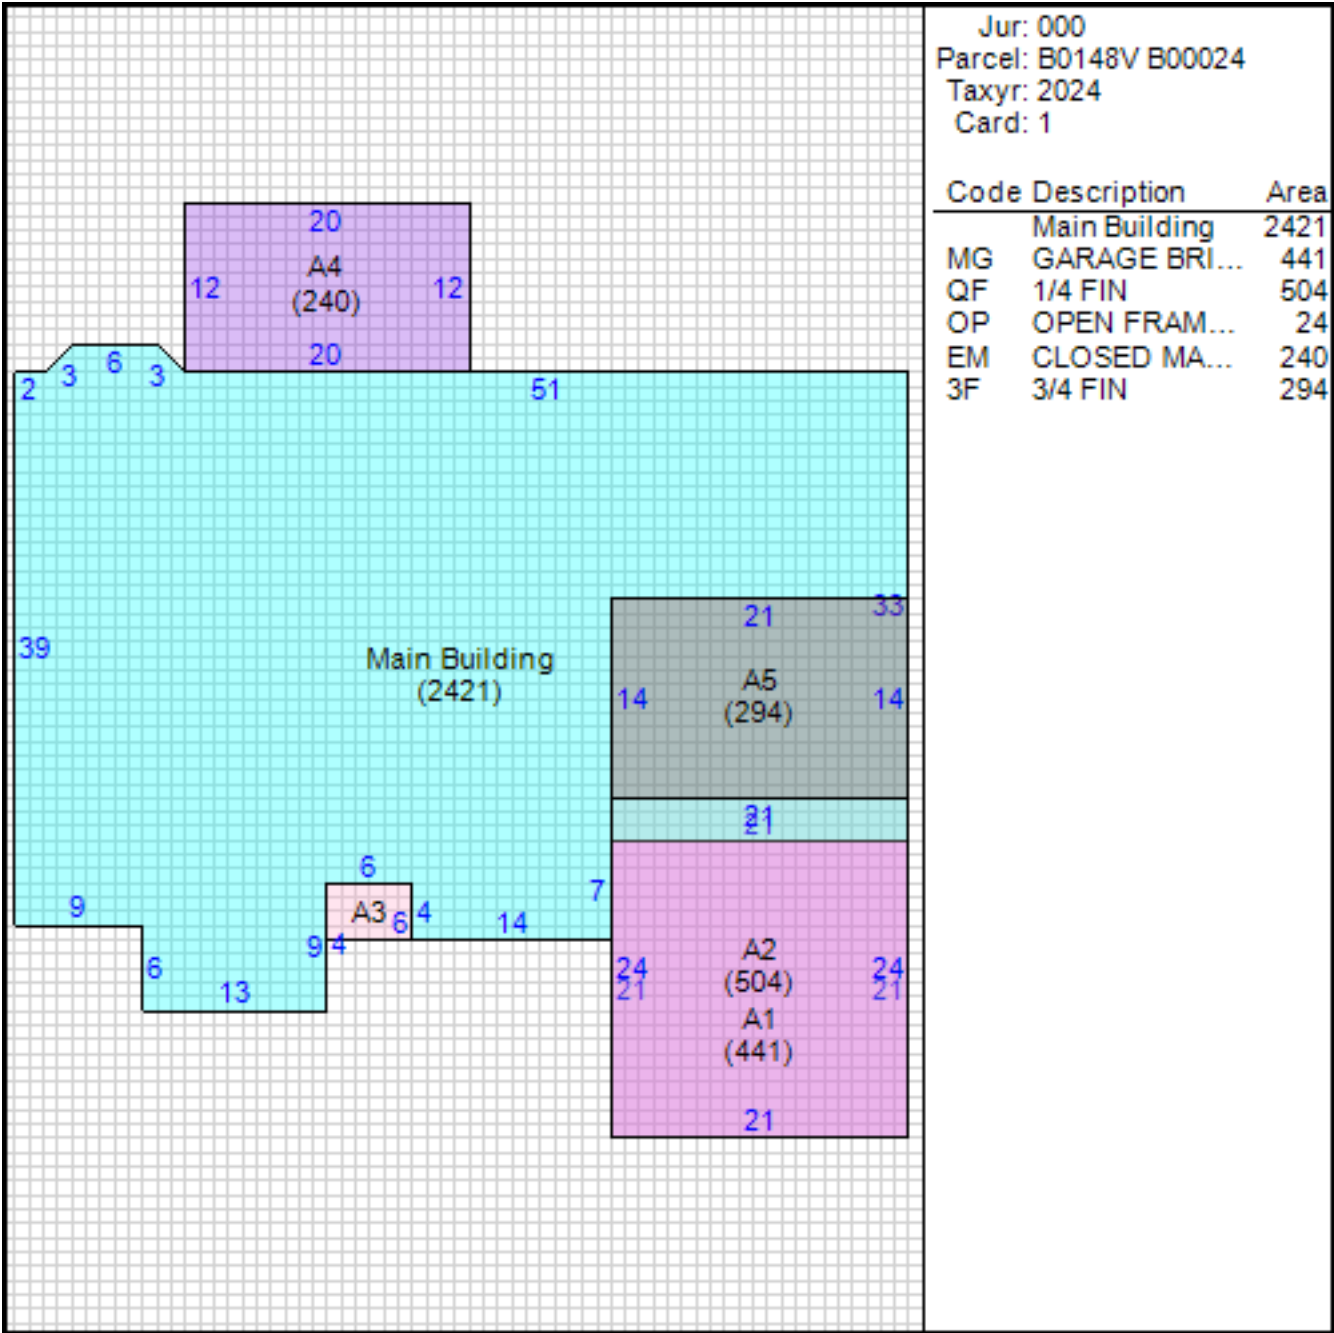 Jur: 000
Parcel: B0148V B00024
Taxyr: 2024
Card: 1
Code Description Area
Main Building 2421
MG GARAGE BRI... 441
QF 1/4 FIN 504
OP OPEN FRAM... 24
EM CLOSED MA... 240
3F 3/4 FIN 294
20
A4
12 12
(240)
20
2 3 6 3
51
33
21
39
Main Building
(2421)
A5
14 14
(294)
21
21
6
7
9
A3 6 4 14
9 4
A2
24 24
6
(504)
21 21
13
A1
(441)
21